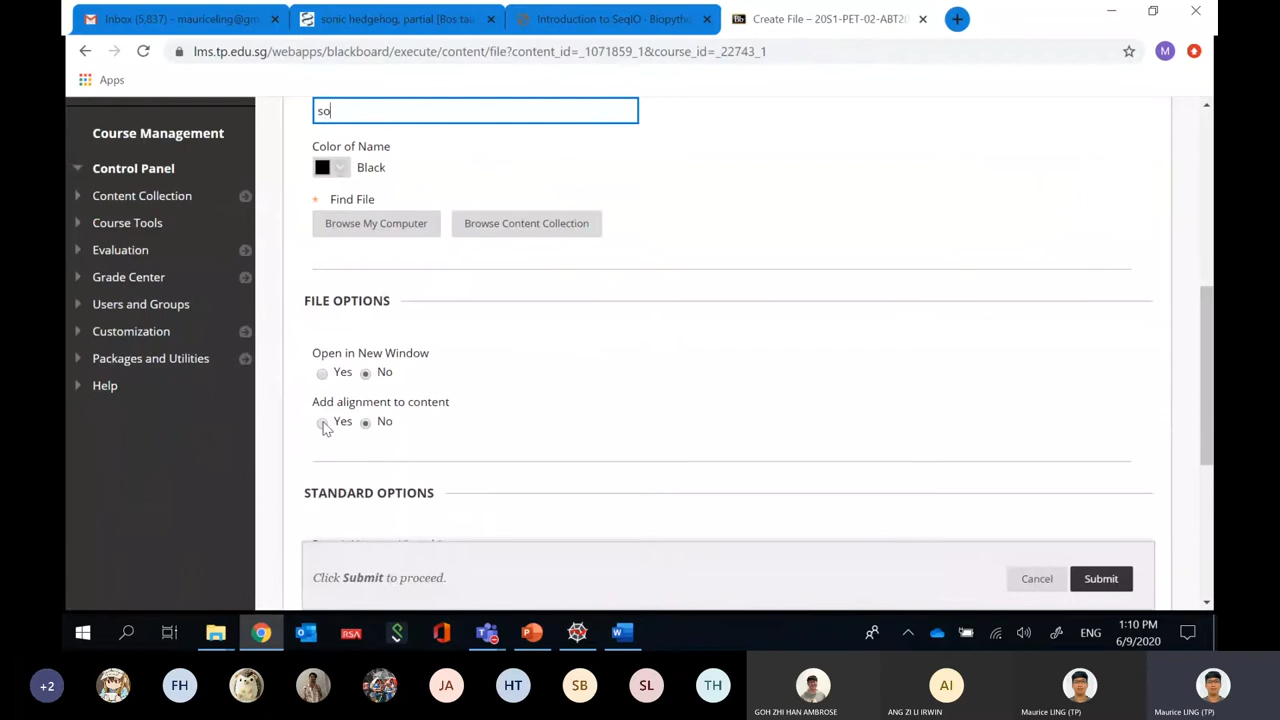 Inbox (5,837) – mauriceling@gm
sonic hedgehog, partial [Bos tau
Introduction to SeqIO · Biopytho
Create File – 20S1-PET-02-ABT2
lms.tp.edu.sg/webapps/blackboard/execute/content/file?content_id=_1071859_1&course_id=_22743_1
M
Apps
so
Course Management
Color of Name
Control Panel
Black
Content Collection
Find File
Course Tools
Browse My Computer
Browse Content Collection
Evaluation
Grade Center
FILE OPTIONS
Users and Groups
Customization
Open in New Window
Packages and Utilities
Yes No
Help
Add alignment to content
Yes No
STANDARD OPTIONS
Click Submit to proceed.
Cancel
Submit
RSA
ENG
1:10 PM
6/9/2020
+2
FH
JA
HT
SB
SL
TH
AI
GOH ZHI HAN AMBROSE
ANG ZI LI IRWIN
Maurice LING (TP)
Maurice LING (TP)